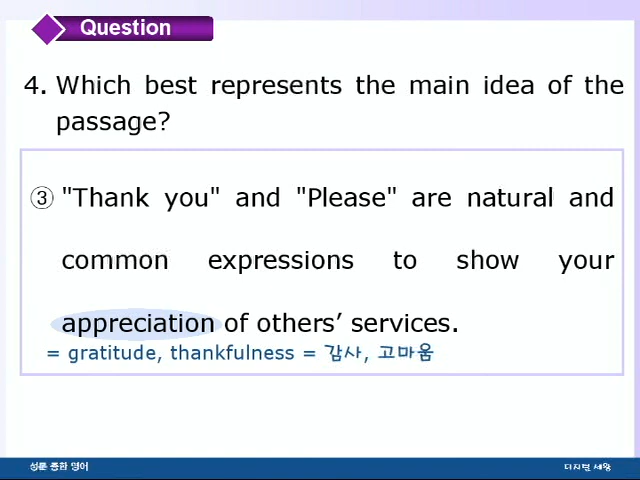 Question
4. Which best represents the main idea of the
passage?
③ "Thank you" and "Please" are natural and
common expressions to show your
appreciation of others’ services.
= gratitude, thankfulness = 감사, 고마움
성문 종합 영어
디지털 세왕